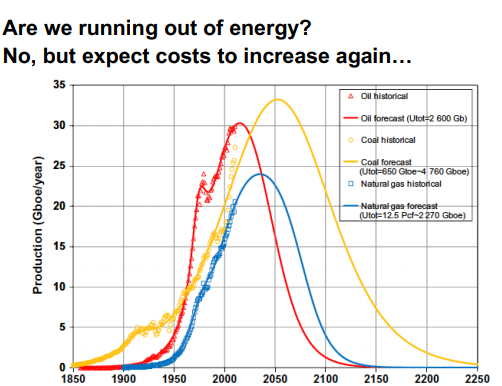 Are we running out of energy?
No, but expect costs to increase again…
35
30
25
20
15
10
5
0
Production (Gboe/year)
Oil historical
Oil forecast (Utot=2 600 Gb)
Coal historical
Coal forecast
(Utot=650 Gtoe~4 760 Gboe)
Natural gas historical
Natural gas forecast
(Utot=12.5 Pcf~2 270 Gboe)
1850 1900 1950 2000 2050 2100 2150 2200 2250